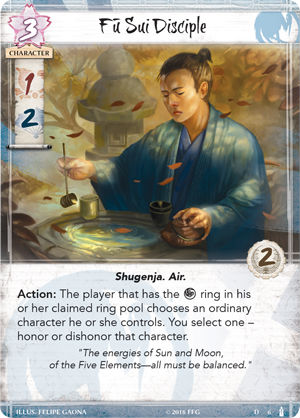 3
Fū Sui Disciple
CHARACTER
1
2
2
Shugenja. Air.
Action: The player that has the ring in his
or her claimed ring pool chooses an ordinary
character he or she controls. You select one –
honor or dishonor that character.
"The energies of Sun and Moon,
of the Five Elements—all must be balanced."
ILLUS. FELIPE GAONA
©2018 FFG
D 6